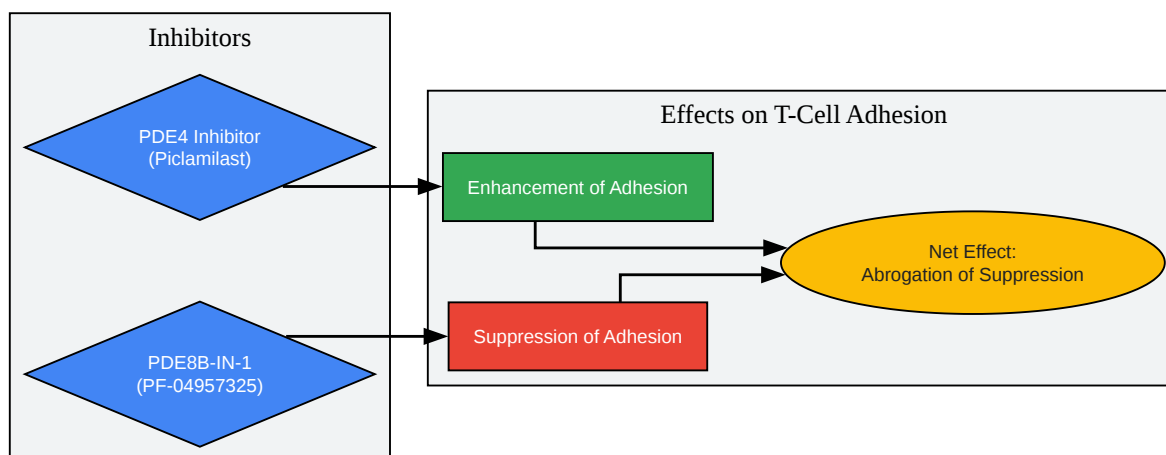 Inhibitors
PDE4 Inhibitor
(Piclamilast)
PDE8B-IN-1
(PF-04957325)
Effects on T-Cell Adhesion
Enhancement of Adhesion
Suppression of Adhesion
Net Effect:
Abrogation of Suppression